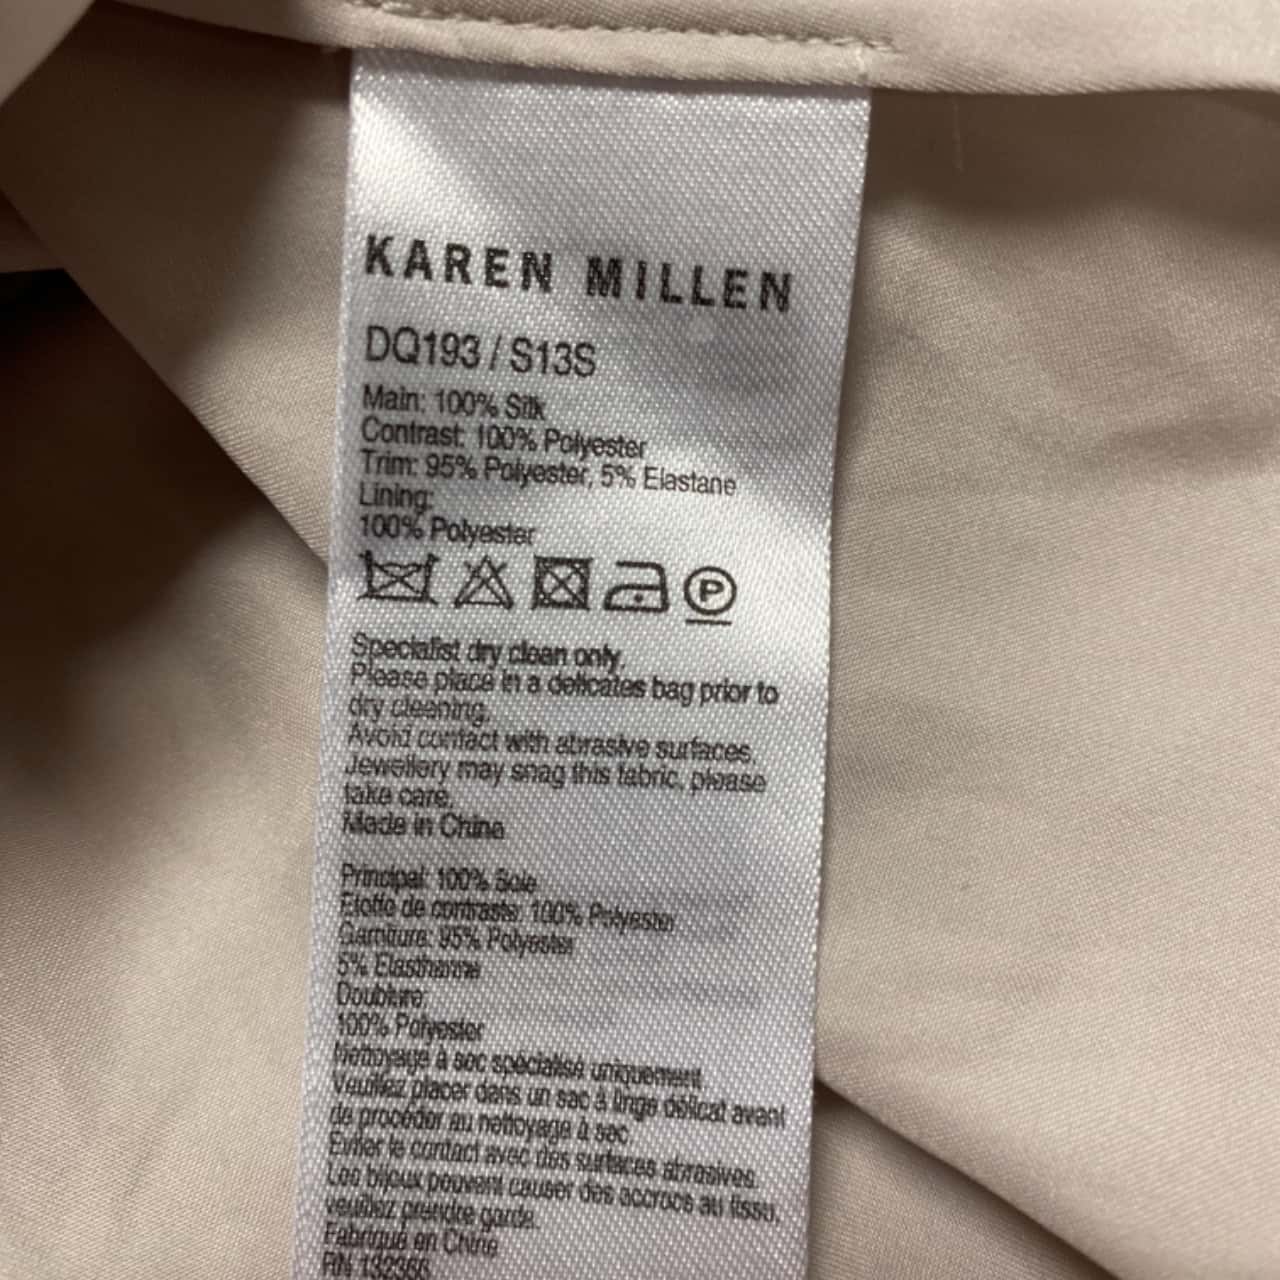 KAREN MILLEN
DQ193 / S13S
Main: 100% Silk
Contrast: 100% Polyester
Trim: 95% Polyester, 5% Elastane
Lining:
100% Polyester
P
Specialist dry clean only.
Please place in a delicates bag prior to
dry cleaning.
Avoid contact with abrasive surfaces.
Jewellery may snag this fabric, please
take care.
Made in China
Principal: 100% Soie
Etoffe de contraste: 100% Polyester
Garniture: 95% Polyester
5% Elasthanne
Doublure:
100% Polyester
Nettoyage à sec spécialisé uniquement
Veuillez placer dans un sac à linge délicat avant
de procéder au nettoyage à sec.
Eviter le contact avec des surfaces abrasives.
Les bijoux peuvent causer des accrocs au tissu,
veuillez prendre garde.
Fabriqué en Chine
RN 132366